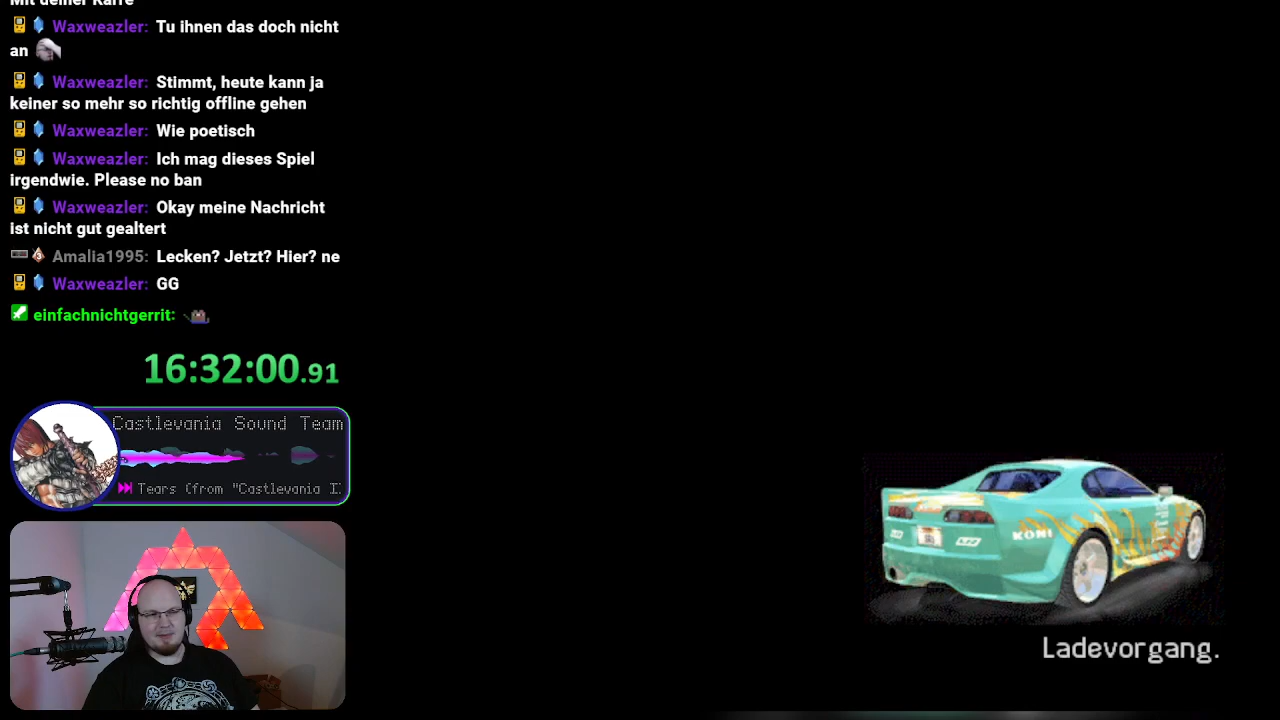 Waxweazler: Tu ihnen das doch nicht
an
Waxweazler: Stimmt, heute kann ja
keiner so mehr so richtig offline gehen
Waxweazler: Wie poetisch
Waxweazler: Ich mag dieses Spiel
irgendwie. Please no ban
Waxweazler: Okay meine Nachricht
ist nicht gut gealtert
Amalia1995: Lecken? Jetzt? Hier? ne
Waxweazler: GG
einfachnichtgerrit:
16:32:00.91
Castlevania Sound Team
Tears (from "Castlevania I
KONI
Ladevorgang.